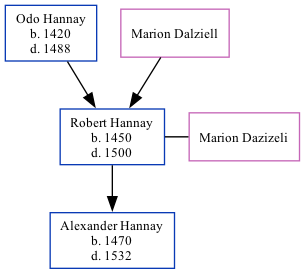 Odo Hannay
b. 1420
d. 1488
Marion Dalziell
Robert Hannay
b. 1450
d. 1500
Marion Dazizeli
Alexander Hannay
b. 1470
d. 1532